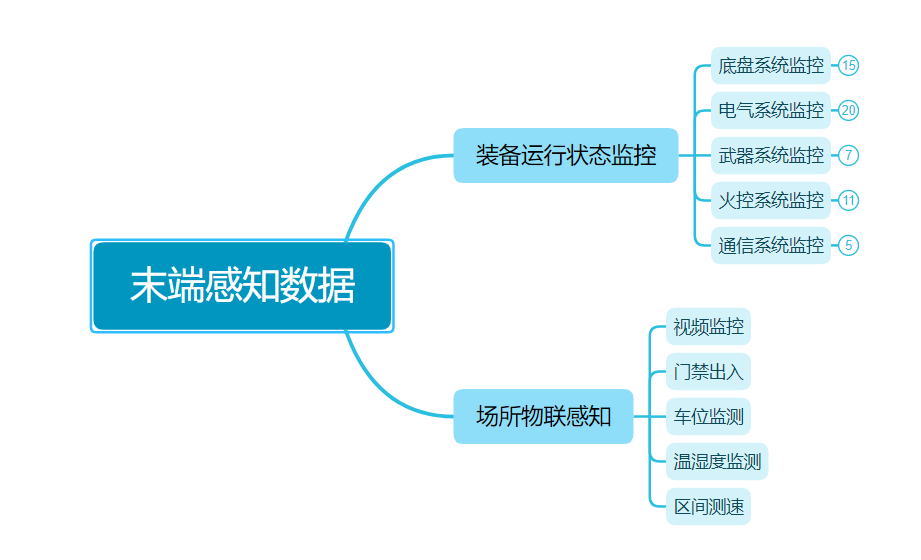 末端感知数据
装备运行状态监控
底盘系统监控 15
电气系统监控 20
武器系统监控 7
火控系统监控 11
通信系统监控 5
场所物联感知
视频监控
门禁出入
车位监测
温湿度监测
区间测速